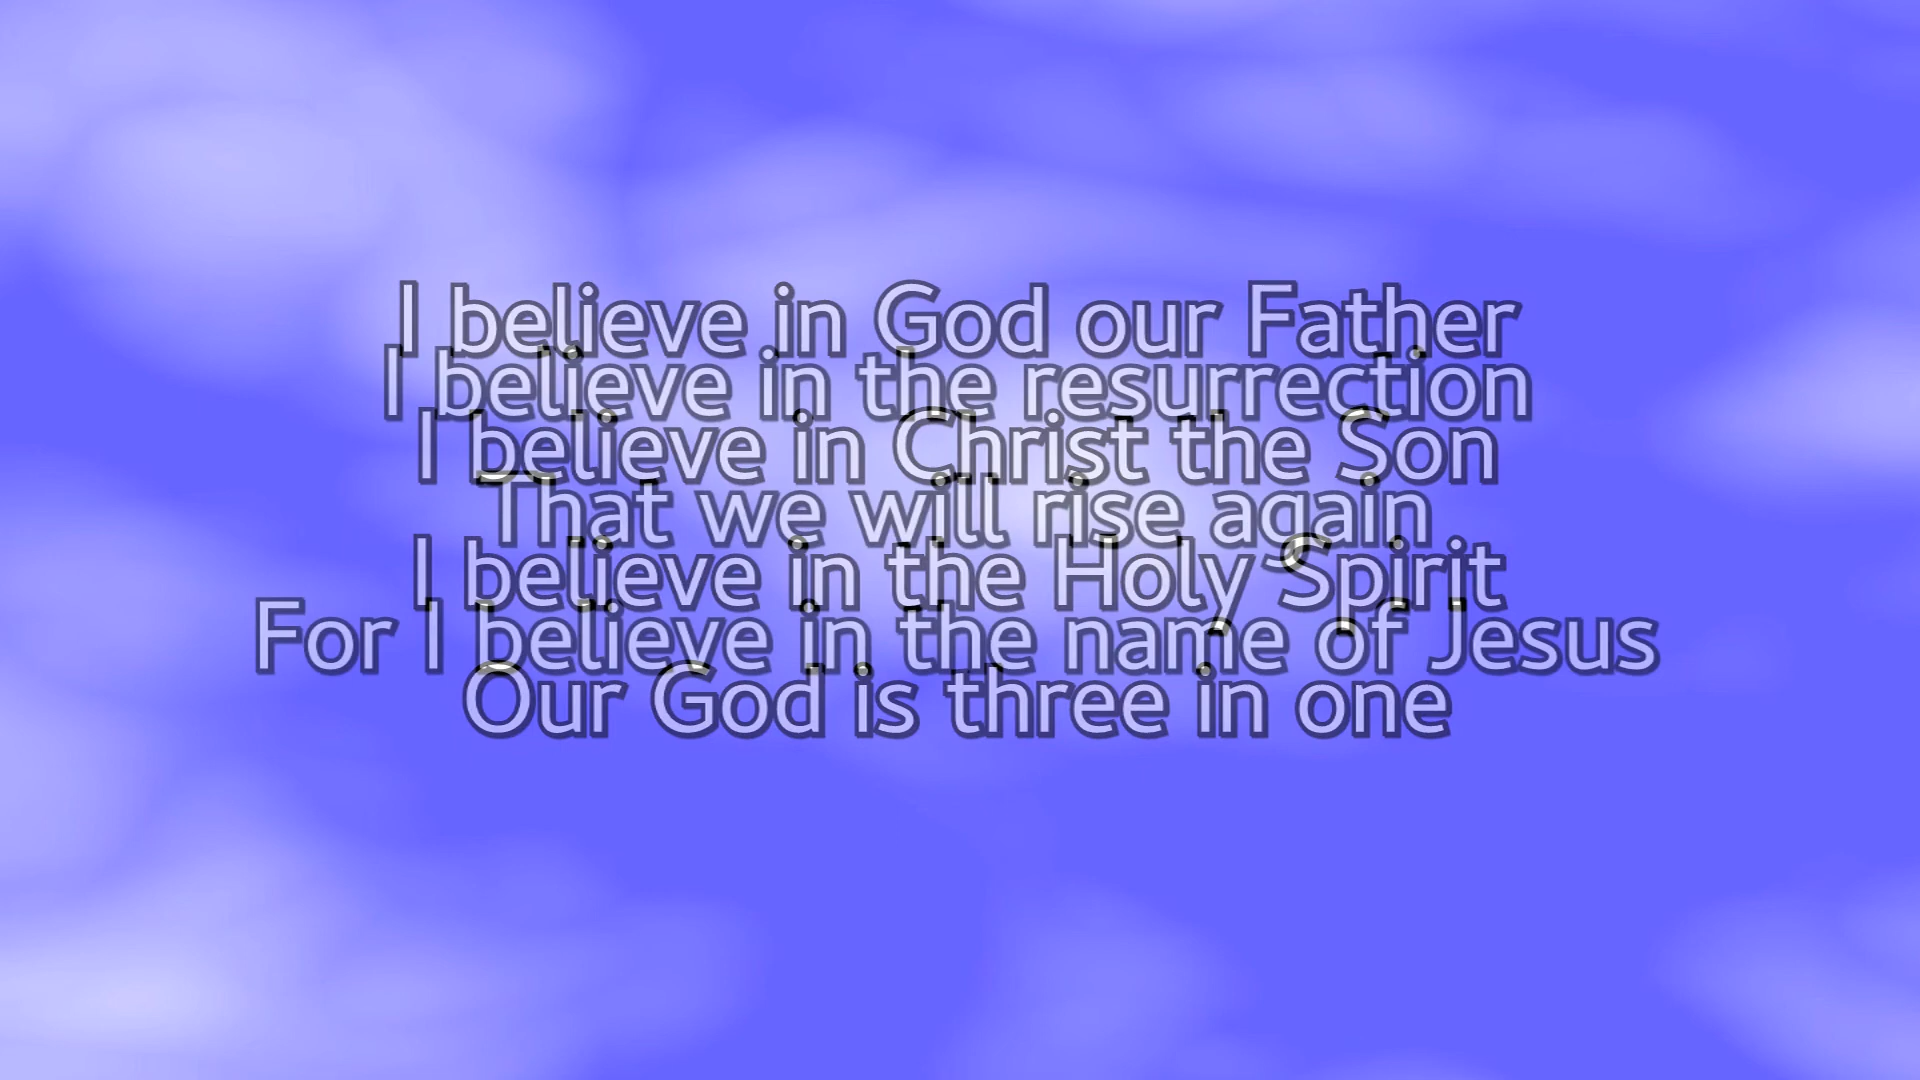 I believe in God our Father
I believe in the resurrection
I believe in Christ the Son
That we will rise again
I believe in the Holy Spirit
For I believe in the name of Jesus
Our God is three in one